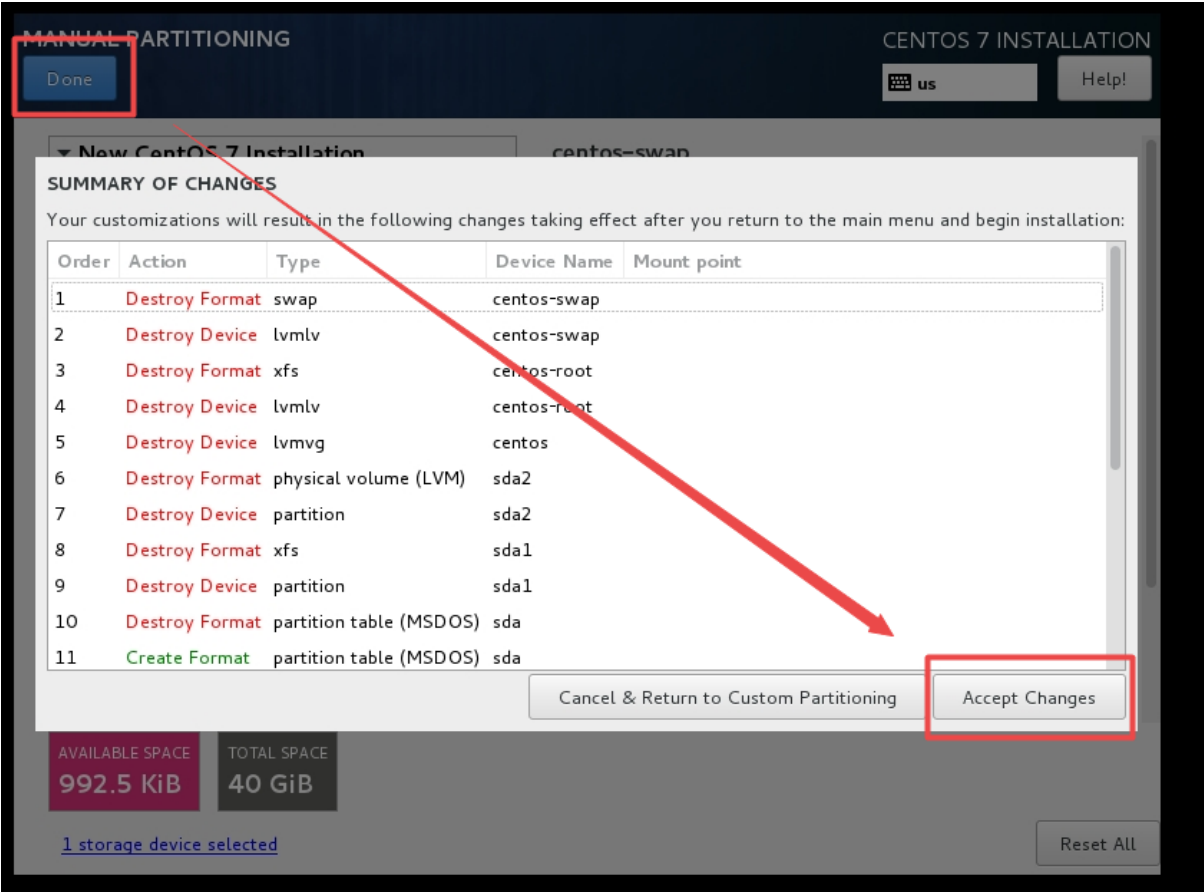 MANUAL PARTITIONING
CENTOS 7 INSTALLATION
Done
us
Help!
New CentOS 7 Installation
centos-swap
SUMMARY OF CHANGES
Your customizations will result in the following changes taking effect after you return to the main menu and begin installation:
Order Action Type Device Name Mount point
1 Destroy Format swap centos-swap
2 Destroy Device lvmlv centos-swap
3 Destroy Format xfs centos-root
4 Destroy Device lvmlv centos-root
5 Destroy Device lvmvg centos
6 Destroy Format physical volume (LVM) sda2
7 Destroy Device partition sda2
8 Destroy Format xfs sda1
9 Destroy Device partition sda1
10 Destroy Format partition table (MSDOS) sda
11 Create Format partition table (MSDOS) sda
Cancel & Return to Custom Partitioning
Accept Changes
AVAILABLE SPACE
992.5 KiB
TOTAL SPACE
40 GiB
1 storage device selected
Reset All